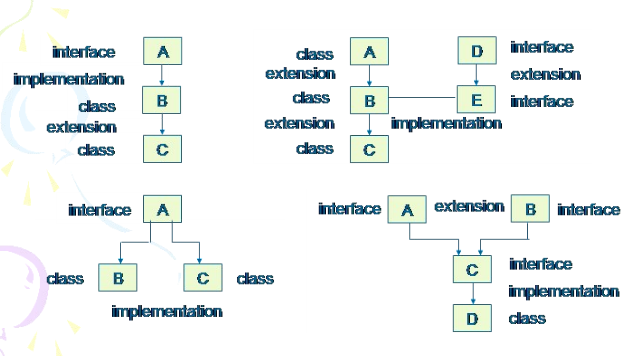 interface A
implementation
class B
extension
class C
class A
extension
class B
extension
class C
D interface
extension
E interface
implementation
interface A
class B
C class
implementation
interface A extension B interface
C interface
implementation
D class